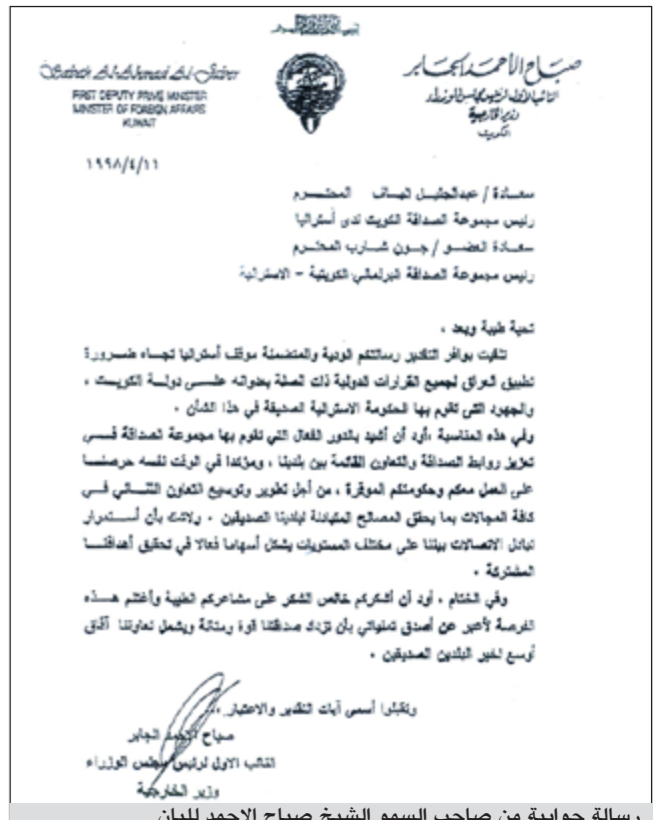 Sabah Al-Ahmad Al-Jaber
FIRST DEPUTY PRIME MINISTER
MINISTER OF FOREIGN AFFAIRS
KUWAIT
صباح الأحمد الجابر
النائب الأول لرئيس مجلس الوزراء
وزير الخارجية
الكويت
١٩٩٨/٤/١١
سعادة / عبدالجليل المحترم
رئيس مجموعة الصداقة الكويت لدى أستراليا
سعادة العضو / جون شارب المحترم
رئيس مجموعة الصداقة البرلماني الكويتية - الاسترالية
تحية طيبة وبعد ،
تلقيت بوافر التقدير رسالتكم الودية والمتضمنة موقف أستراليا تجاه ضرورة
تطبيق العراق لجميع القرارات الدولية ذات الصلة بعدوانه على دولة الكويت ،
والجهود التي تقوم بها الحكومة الاسترالية الصديقة في هذا الشأن .
وفي هذه المناسبة ،أود أن أشيد بالدور الفعال التي تقوم بها مجموعة الصداقة في
تعزيز روابط الصداقة والتعاون القائمة بين بلدينا ، ومؤكدا في الوقت نفسه حرصنا
على العمل معكم وحكومتكم الموقرة ، من أجل تطوير وتوسيع التعاون الثنائي في
كافة المجالات بما يحقق المصالح المتبادلة لبلدينا الصديقين . ولاشك بأن استمرار
تبادل الاتصالات بيننا على مختلف المستويات يشكل أسهاما فعالا في تحقيق أهدافنا
المشتركة .
وفي الختام ، أود أن أشكركم خالص الشكر على مشاعركم الطيبة وأغتنم هذه
الفرصة لأعبر عن أصدق تمنياتي بأن تزداد صداقتنا قوة ومتانة ويشمل تعاوننا آفاق
أوسع لخير البلدين الصديقين .
وتقبلوا أسمى آيات التقدير والاعتبار ،،،
صباح الاحمد الجابر
النائب الاول لرئيس مجلس الوزراء
وزير الخارجية
رسالة جوابية من صاحب السمو الشيخ صباح الاحمد للبان